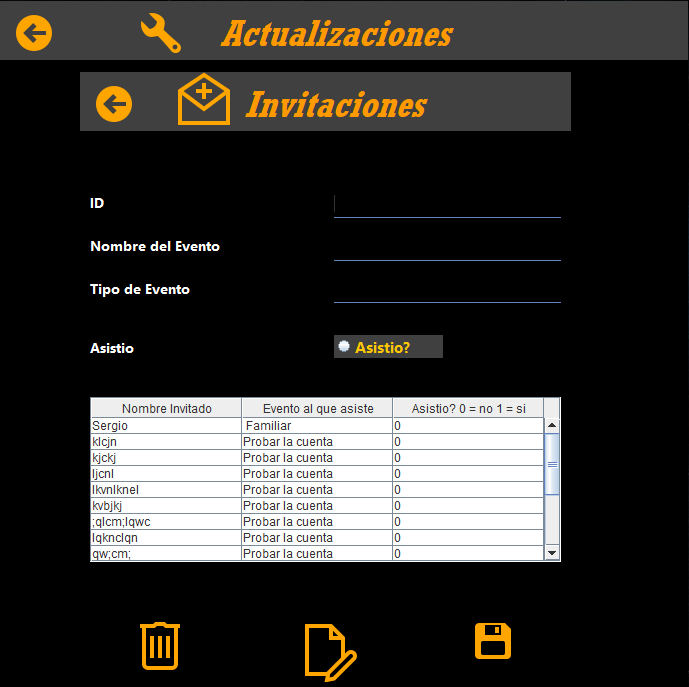 Actualizaciones
Invitaciones
ID
Nombre del Evento
Tipo de Evento
Asistio Asistio?
Nombre Invitado Evento al que asiste Asistio? 0 = no 1 = si
Sergio Familiar 0
klcjn Probar la cuenta 0
kjckj Probar la cuenta 0
ljcnl Probar la cuenta 0
lkvnlknel Probar la cuenta 0
kvbjkj Probar la cuenta 0
;qlcm;lqwc Probar la cuenta 0
lqknclqn Probar la cuenta 0
qw;cm; Probar la cuenta 0